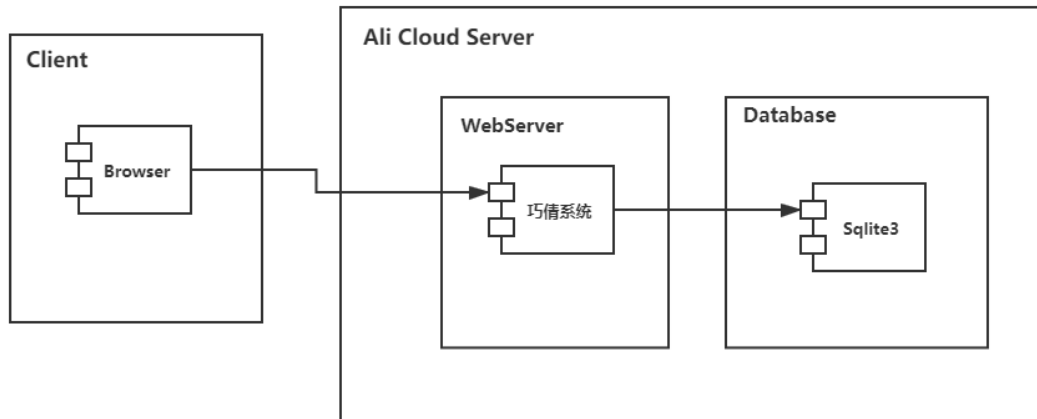 Client
Browser
Ali Cloud Server
WebServer
巧倩系统
Database
Sqlite3